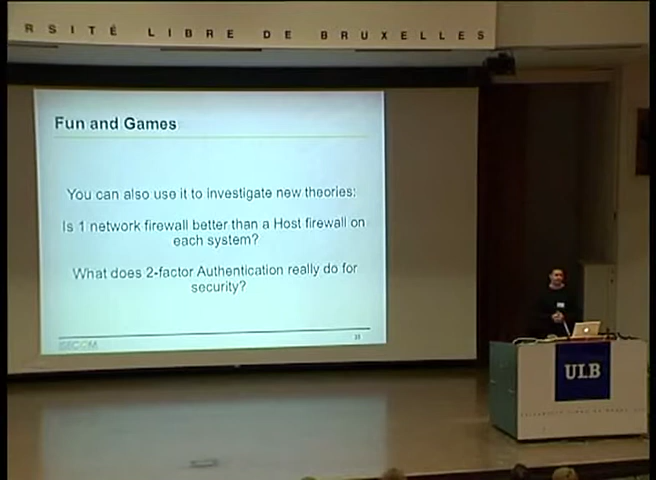 RSITÉ LIBRE DE BRUXELLES
Fun and Games
You can also use it to investigate new theories:
Is 1 network firewall better than a Host firewall on
each system?
What does 2-factor Authentication really do for
security?
ULB